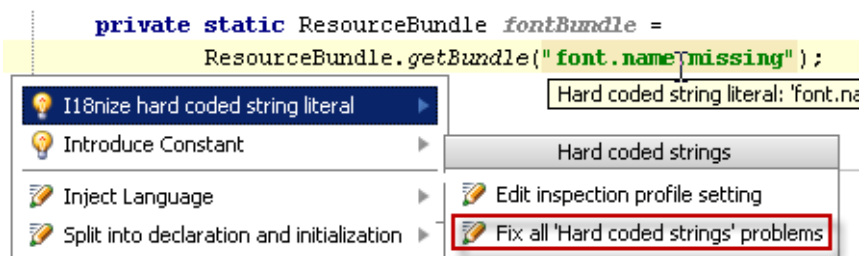 private static ResourceBundle fontBundle =
ResourceBundle.getBundle("font.name missing");
Hard coded string literal: 'font.na
I18nize hard coded string literal
Introduce Constant
Inject Language
Split into declaration and initialization
Hard coded strings
Edit inspection profile setting
Fix all 'Hard coded strings' problems